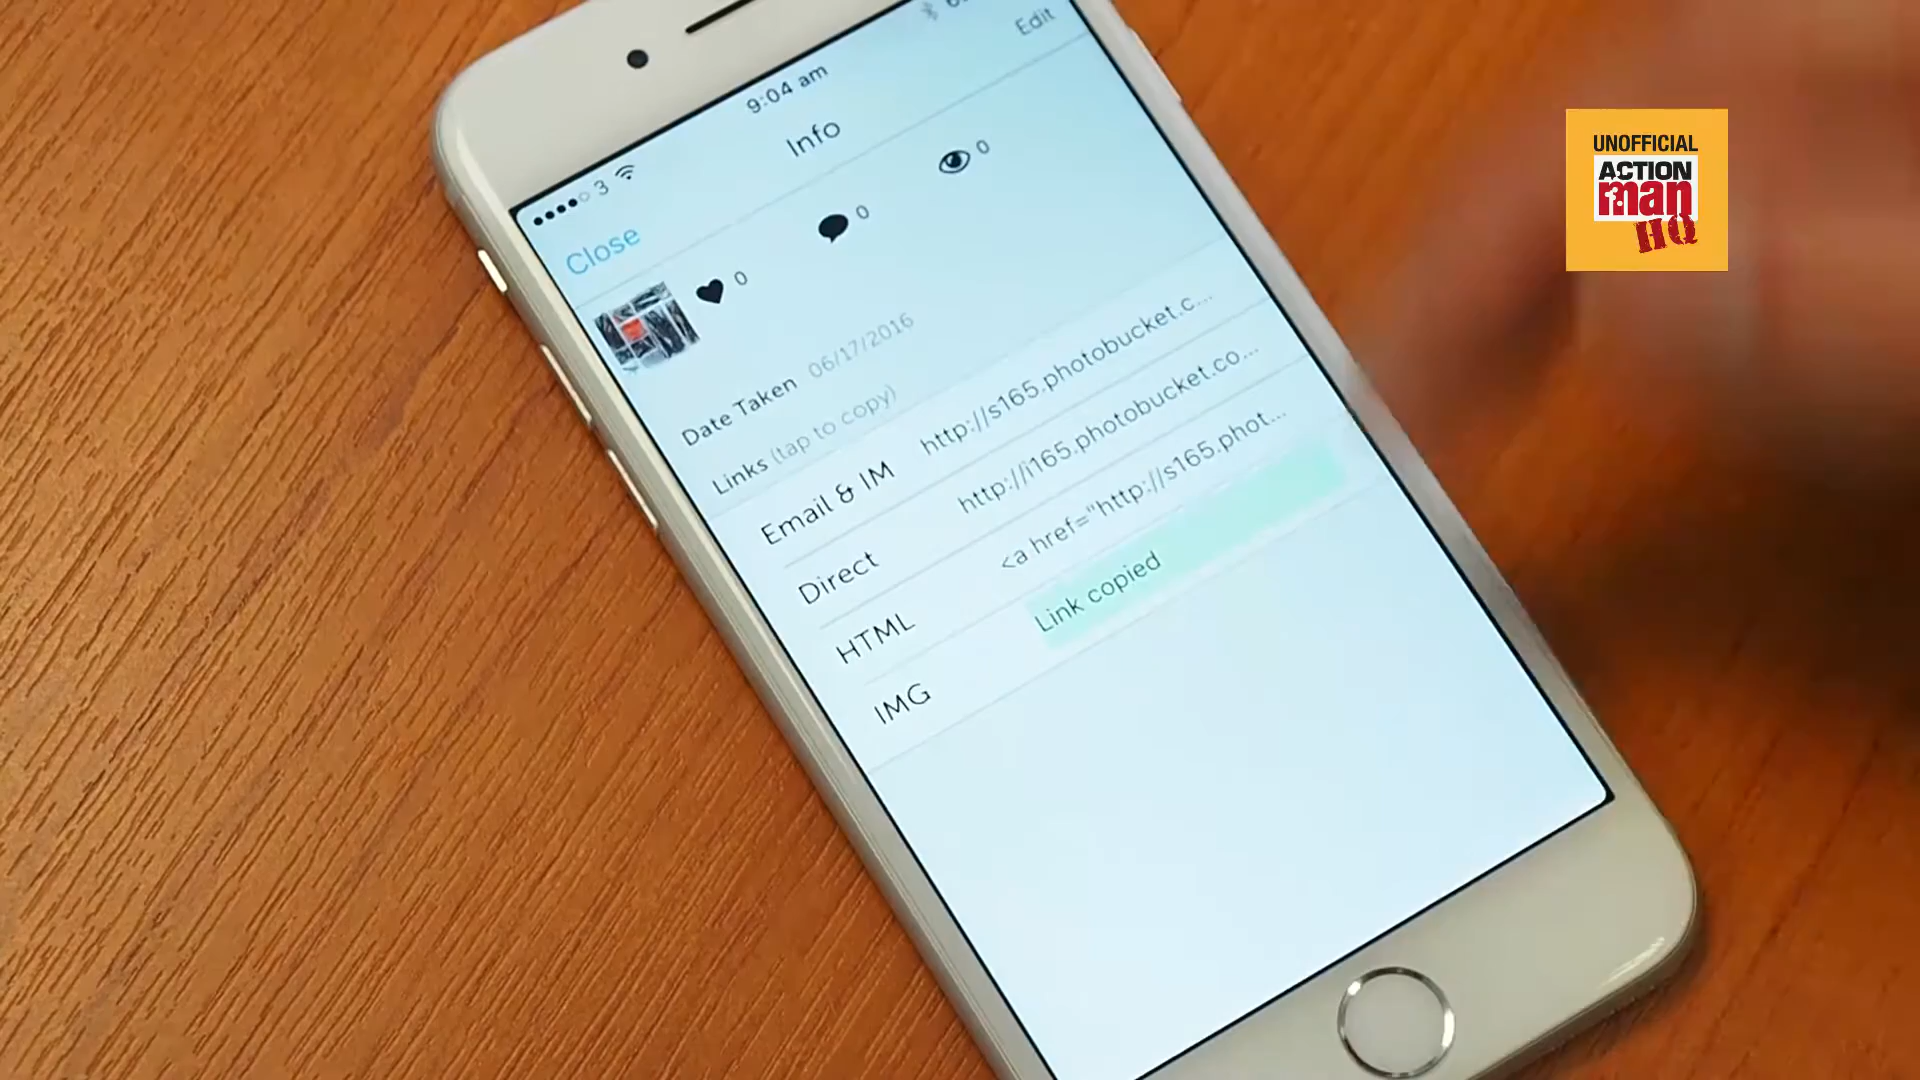 3
9:04 am
Close
Info
Edit
0
0
0
Date Taken 06/17/2016
Links (tap to copy)
Email & IM http://s165.photobucket.c...
Direct http://i165.photobucket.co...
HTML <a href="http://s165.phot...
IMG Link copied
UNOFFICIAL
ACTION
man
HQ